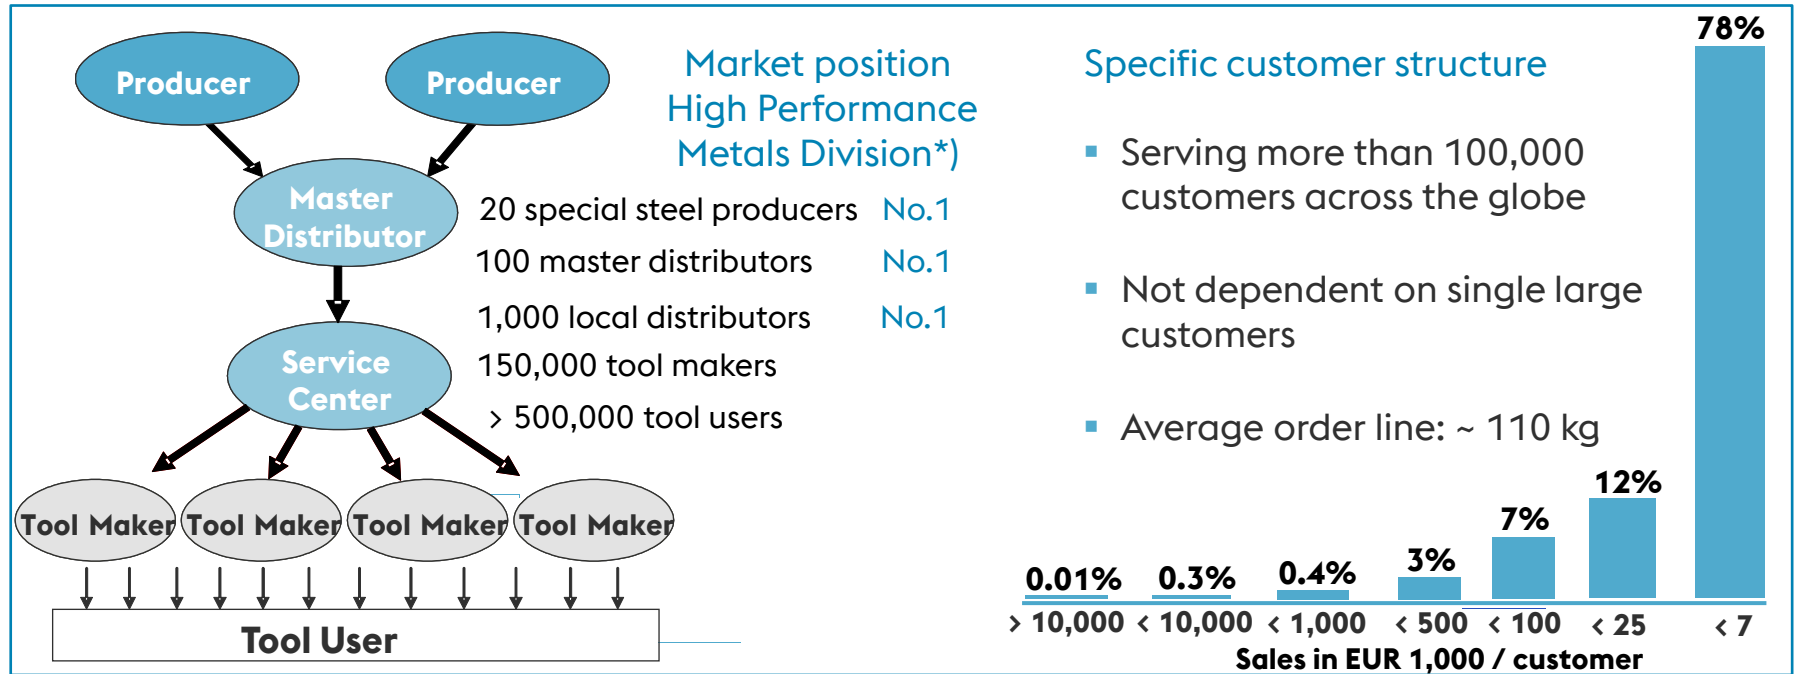 Producer
Producer
Master
Distributor
Service
Center
Tool Maker
Tool Maker
Tool Maker
Tool Maker
Tool User
Market position
High Performance
Metals Division*)
20 special steel producers No.1
100 master distributors No.1
1,000 local distributors No.1
150,000 tool makers
> 500,000 tool users
Specific customer structure
▪ Serving more than 100,000
customers across the globe
▪ Not dependent on single large
customers
▪ Average order line: ~ 110 kg
0.01% 0.3% 0.4% 3% 7% 12% 78%
> 10,000 < 10,000 < 1,000 < 500 < 100 < 25 < 7
Sales in EUR 1,000 / customer